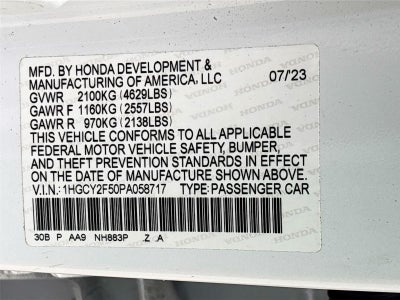 MFD. BY HONDA DEVELOPMENT &
MANUFACTURING OF AMERICA, LLC 07/'23
GVWR 2100KG (4629LBS)
GAWR F 1160KG (2557LBS)
GAWR R 970KG (2138LBS)
THIS VEHICLE CONFORMS TO ALL APPLICABLE
FEDERAL MOTOR VEHICLE SAFETY, BUMPER,
AND THEFT PREVENTION STANDARDS IN EFFECT
ON THE DATE OF MANUFACTURE SHOWN ABOVE.
V.I.N.: 1HGCY2F50PA058717 TYPE: PASSENGER CAR
30B P AA9 NH883P .Z .A